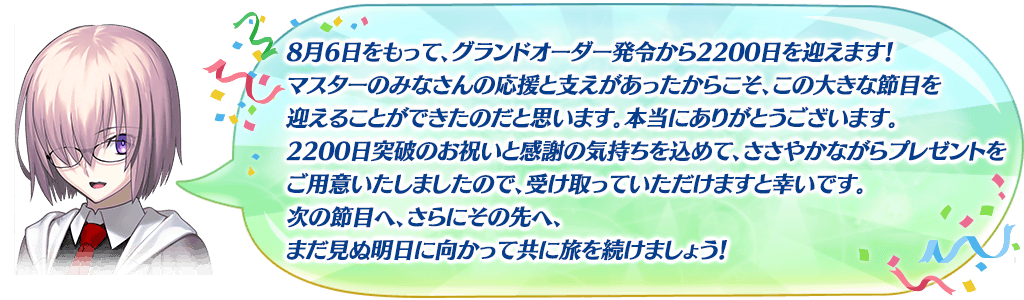 8月6日をもって、グランドオーダー発令から2200日を迎えます!
マスターのみなさんの応援と支えがあったからこそ、この大きな節目を
迎えることができたのだと思います。本当にありがとうございます。
2200日突破のお祝いと感謝の気持ちを込めて、ささやかながらプレゼントを
ご用意いたしましたので、受け取っていただけますと幸いです。
次の節目へ、さらにその先へ、
まだ見ぬ明日に向かって共に旅を続けましょう!